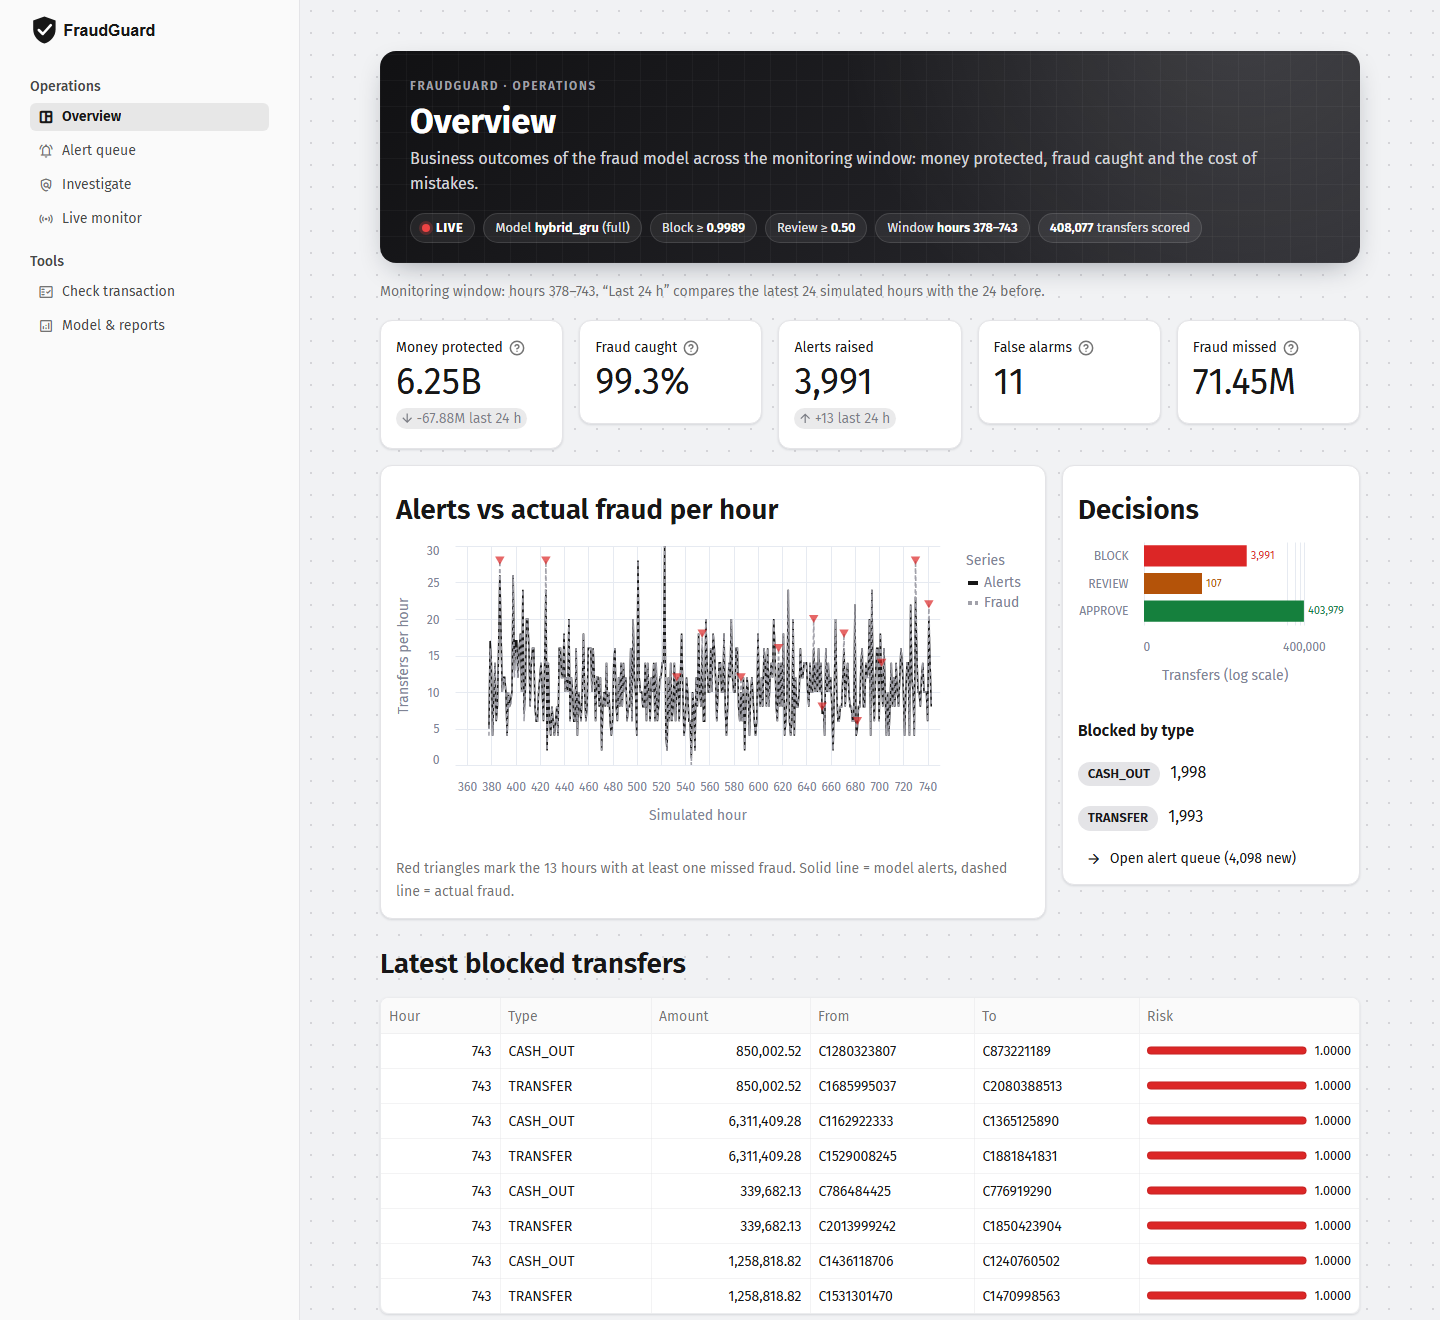 FraudGuard
Operations
Overview
Alert queue
Investigate
Live monitor
Tools
Check transaction
Model & reports
FRAUDGUARD · OPERATIONS
Overview
Business outcomes of the fraud model across the monitoring window: money protected, fraud caught and the cost of
mistakes.
LIVE
Model hybrid_gru (full)
Block ≥ 0.9989
Review ≥ 0.50
Window hours 378–743
408,077 transfers scored
Monitoring window: hours 378–743. “Last 24 h” compares the latest 24 simulated hours with the 24 before.
Money protected
6.25B
-67.88M last 24 h
Fraud caught
99.3%
Alerts raised
3,991
+13 last 24 h
False alarms
11
Fraud missed
71.45M
Alerts vs actual fraud per hour
Transfers per hour
30
25
20
15
10
5
0
360 380 400 420 440 460 480 500 520 540 560 580 600 620 640 660 680 700 720 740
Simulated hour
Series
Alerts
Fraud
Red triangles mark the 13 hours with at least one missed fraud. Solid line = model alerts, dashed
line = actual fraud.
Decisions
BLOCK 3,991
REVIEW 107
APPROVE 403,979
0 400,000
Transfers (log scale)
Blocked by type
CASH_OUT 1,998
TRANSFER 1,993
Open alert queue (4,098 new)
Latest blocked transfers
Hour Type Amount From To Risk
743 CASH_OUT 850,002.52 C1280323807 C873221189 1.0000
743 TRANSFER 850,002.52 C1685995037 C2080388513 1.0000
743 CASH_OUT 6,311,409.28 C1162922333 C1365125890 1.0000
743 TRANSFER 6,311,409.28 C1529008245 C1881841831 1.0000
743 CASH_OUT 339,682.13 C786484425 C776919290 1.0000
743 TRANSFER 339,682.13 C2013999242 C1850423904 1.0000
743 CASH_OUT 1,258,818.82 C1436118706 C1240760502 1.0000
743 TRANSFER 1,258,818.82 C1531301470 C1470998563 1.0000